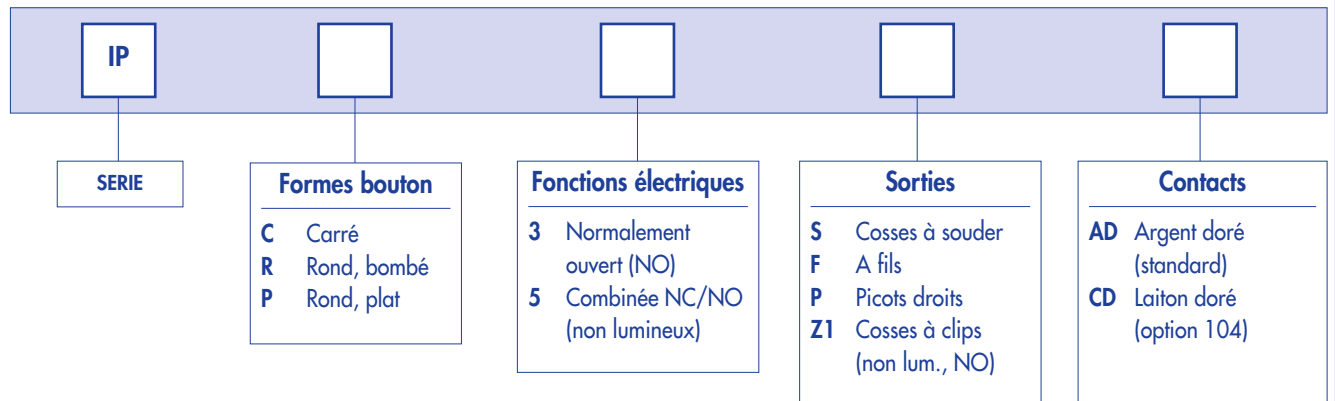 IP
SERIE
Formes bouton
C Carré
R Rond, bombé
P Rond, plat
Fonctions électriques
3 Normalement
ouvert (NO)
5 Combinée NC/NO
(non lumineux)
Sorties
S Cosses à souder
F A fils
P Picots droits
Z1 Cosses à clips
(non lum., NO)
Contacts
AD Argent doré
(standard)
CD Laiton doré
(option 104)